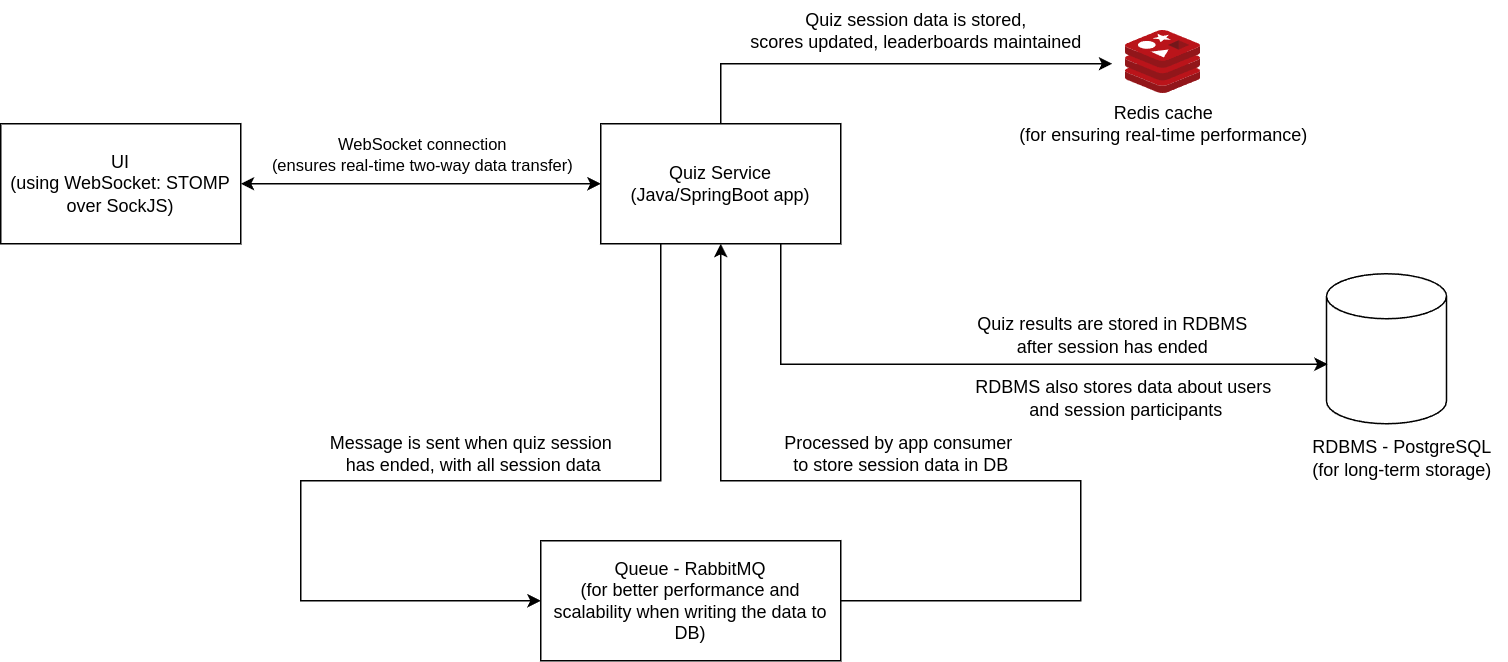 Quiz session data is stored,
scores updated, leaderboards maintained
Redis cache
(for ensuring real-time performance)
UI
(using WebSocket: STOMP
over SockJS)
WebSocket connection
(ensures real-time two-way data transfer)
Quiz Service
(Java/SpringBoot app)
Quiz results are stored in RDBMS
after session has ended
RDBMS also stores data about users
and session participants
RDBMS - PostgreSQL
(for long-term storage)
Message is sent when quiz session
has ended, with all session data
Processed by app consumer
to store session data in DB
Queue - RabbitMQ
(for better performance and
scalability when writing the data to
DB)